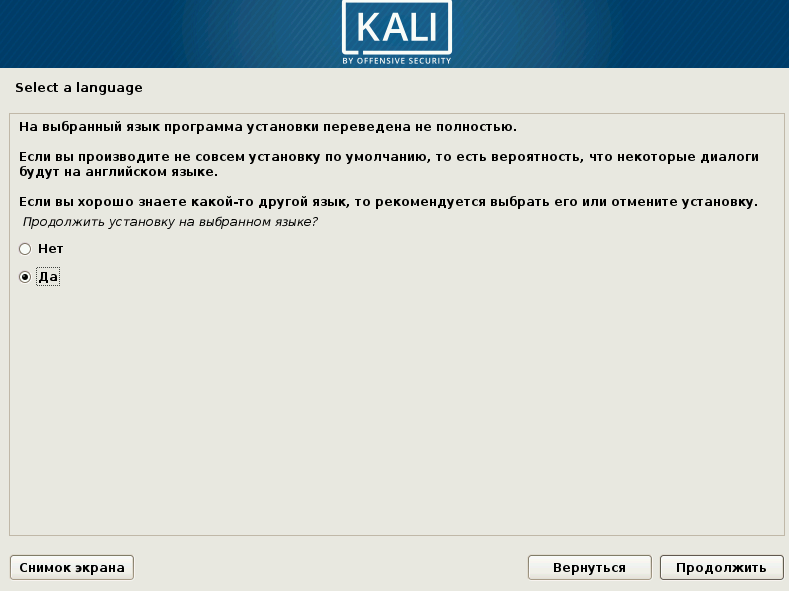 KALI
BY OFFENSIVE SECURITY
Select a language
На выбранный язык программа установки переведена не полностью.
Если вы производите не совсем установку по умолчанию, то есть вероятность, что некоторые диалоги
будут на английском языке.
Если вы хорошо знаете какой-то другой язык, то рекомендуется выбрать его или отмените установку.
Продолжить установку на выбранном языке?
Нет
Да
Снимок экрана
Вернуться
Продолжить